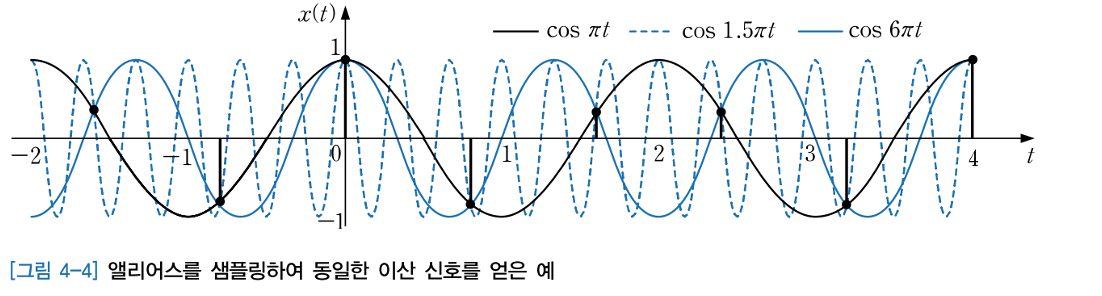 x(t)
cos πt cos 1.5πt cos 6πt
1
−2 −1 0 1 2 3 4 t
−1
[그림 4-4] 앨리어스를 샘플링하여 동일한 이산 신호를 얻은 예